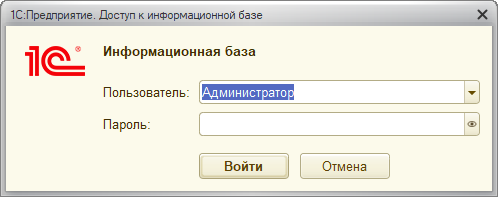 1С:Предприятие. Доступ к информационной базе
1С®
Информационная база
Пользователь: Администратор
Пароль:
Войти Отмена